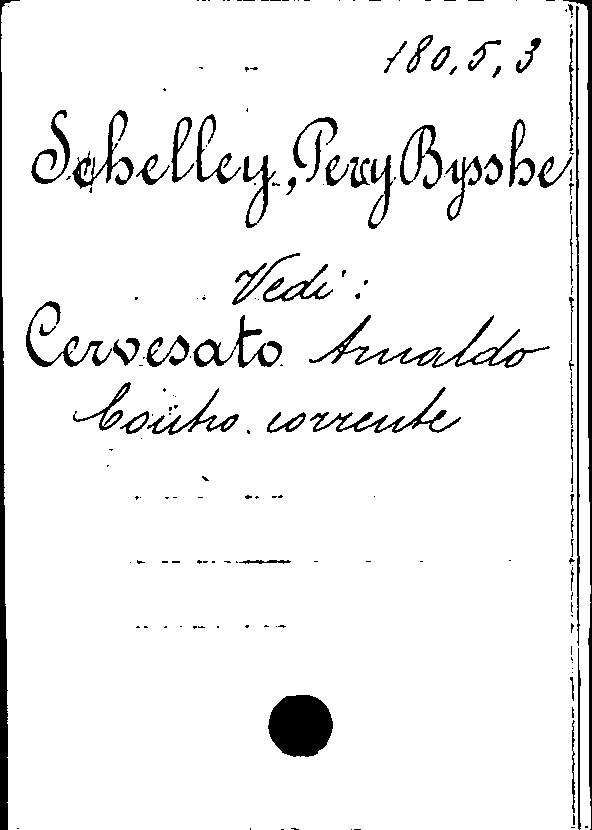 180,5,3
Schelley, Percy Bysshe
Vedi:
Cervesato Arnaldo
Contro corrente